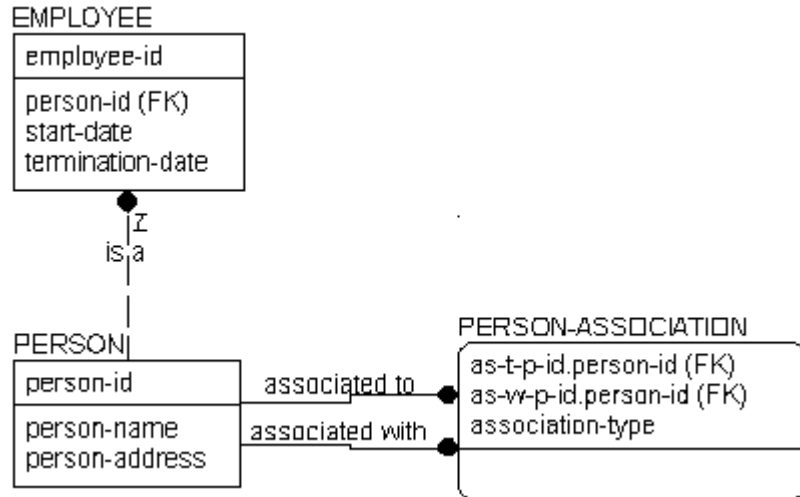 EMPLOYEE
employee-id
person-id (FK)
start-date
termination-date
Z
is a
PERSON
person-id
person-name
person-address
associated to
associated with
PERSON-ASSOCIATION
as-t-p-id.person-id (FK)
as-w-p-id.person-id (FK)
association-type